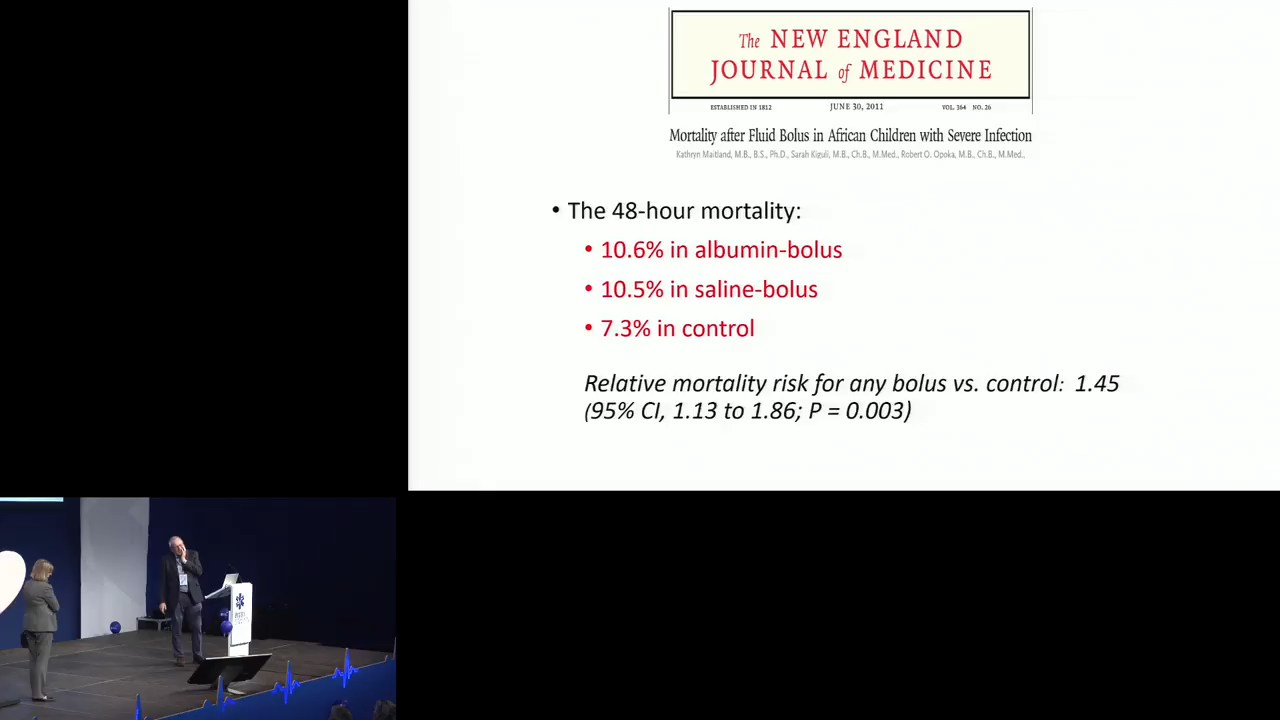 The NEW ENGLAND
JOURNAL of MEDICINE
ESTABLISHED IN 1812 JUNE 30, 2011 VOL. 364 NO. 26
Mortality after Fluid Bolus in African Children with Severe Infection
Kathryn Maitland, M.B., B.S., Ph.D., Sarah Kiguli, M.B., Ch.B., M.Med., Robert O. Opoka, M.B., Ch.B., M.Med.,
• The 48-hour mortality:
• 10.6% in albumin-bolus
• 10.5% in saline-bolus
• 7.3% in control
Relative mortality risk for any bolus vs. control: 1.45
(95% CI, 1.13 to 1.86; P = 0.003)